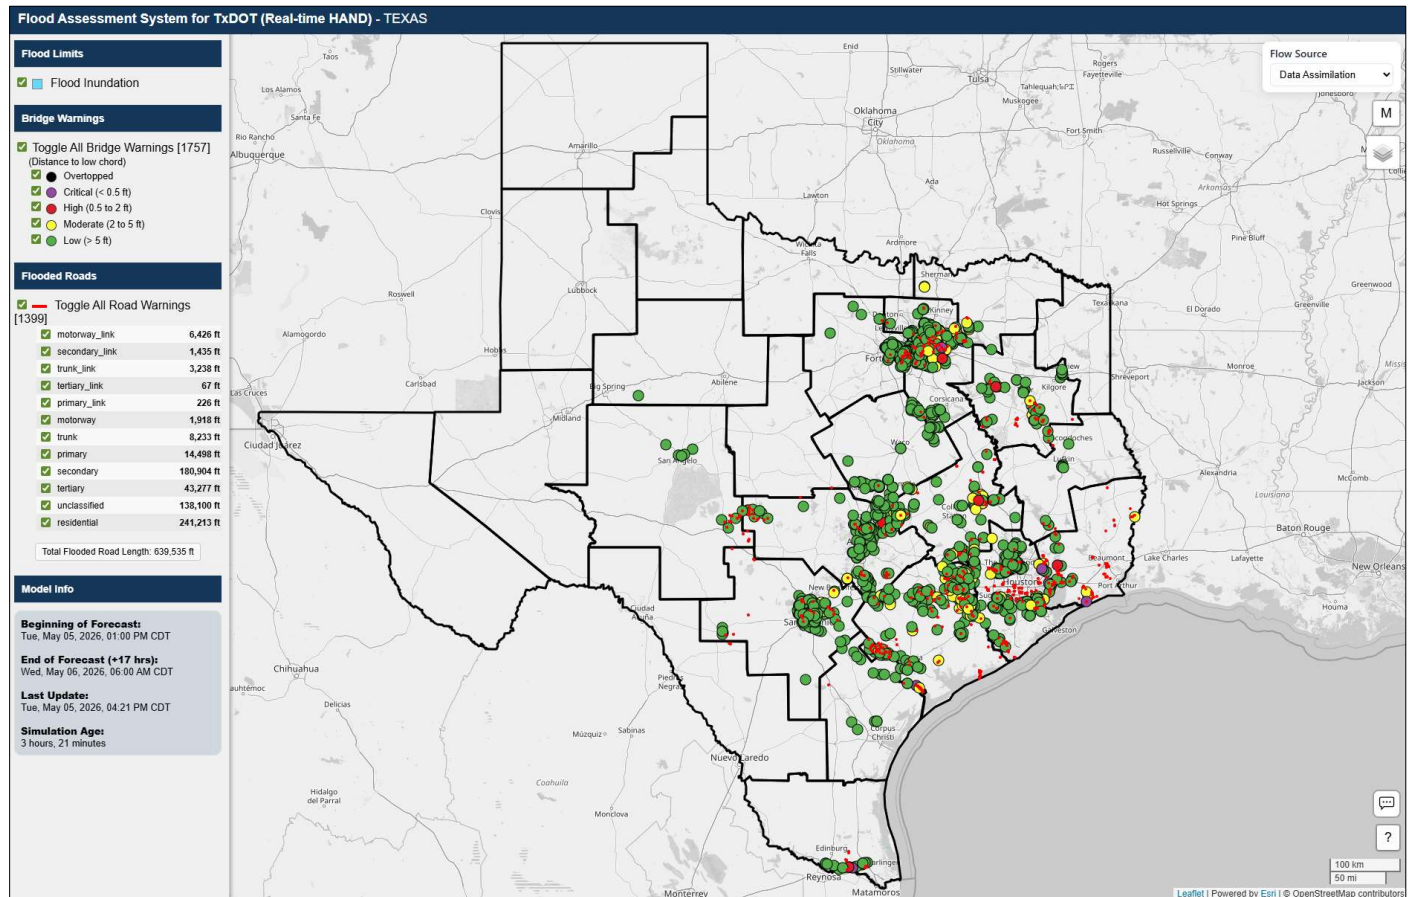 Flood Assessment System for TxDOT (Real-time HAND) - TEXAS
Flood Limits
Flood Inundation
Bridge Warnings
Toggle All Bridge Warnings [1757]
(Distance to low chord)
Overtopped
Critical (< 0.5 ft)
High (0.5 to 2 ft)
Moderate (2 to 5 ft)
Low (> 5 ft)
Flooded Roads
Toggle All Road Warnings
[1399]
motorway_link 6,426 ft
secondary_link 1,435 ft
trunk_link 3,238 ft
tertiary_link 67 ft
primary_link 226 ft
motorway 1,918 ft
trunk 8,233 ft
primary 14,498 ft
secondary 180,904 ft
tertiary 43,277 ft
unclassified 138,100 ft
residential 241,213 ft
Total Flooded Road Length: 639,535 ft
Model Info
Beginning of Forecast:
Tue, May 05, 2026, 01:00 PM CDT
End of Forecast (+17 hrs):
Wed, May 06, 2026, 06:00 AM CDT
Last Update:
Tue, May 05, 2026, 04:21 PM CDT
Simulation Age:
3 hours, 21 minutes
Flow Source
Data Assimilation
M
Taos
Los Alamos
Santa Fe
Rio Rancho
Albuquerque
Enid
Stillwater
Tulsa
Rogers
Fayetteville
Jonesboro
Tahlequah
Muskogee
Oklahoma
City
Oklahoma
Fort Smith
Russellville
Conway
Amarillo
Arkansas
Ada
Lawton
Hot Springs
Clovis
Pine Bluff
Ardmore
Falls
Sherman
Greenwood
Roswell
Lubbock
Texarkana
El Dorado
Greenville
Kinney
Alamogordo
Hobbs
Monroe
Shreveport
Jackson
Carlsbad
Abilene
Big Spring
Kilgore
Las Cruces
Corsicana
Midland
Ciudad Juárez
Waco
San Angelo
Alexandria
McComb
Louisiana
Baton Rouge
Beaumont
Lake Charles
Lafayette
New Orleans
Port Arthur
Houston
Houma
Ciudad
Acuña
Galveston
Chihuahua
Piedras
Negras
Delicias
Múzquiz
Sabinas
Corpus
Christi
Nuevo Laredo
Coahuila
Hidalgo
del Parral
Monclova
Edinburg
Reynosa
Monterrey
Matamoros
?
100 km
50 mi
Leaflet | Powered by Esri | © OpenStreetMap contributors